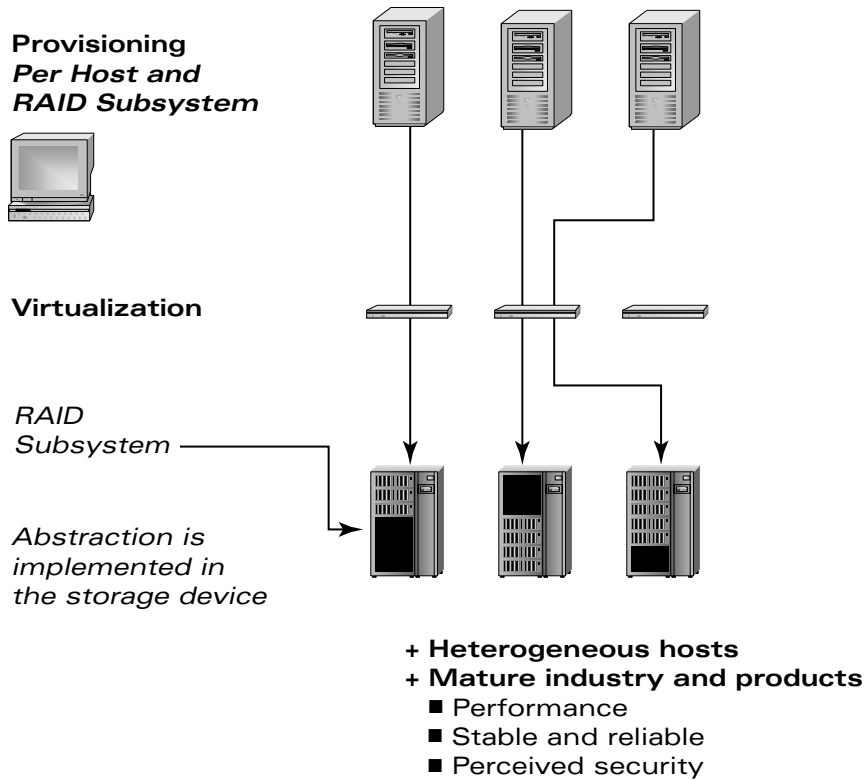 Provisioning
Per Host and
RAID Subsystem
Virtualization
RAID
Subsystem
Abstraction is
implemented in
the storage device
+ Heterogeneous hosts
+ Mature industry and products
■ Performance
■ Stable and reliable
■ Perceived security